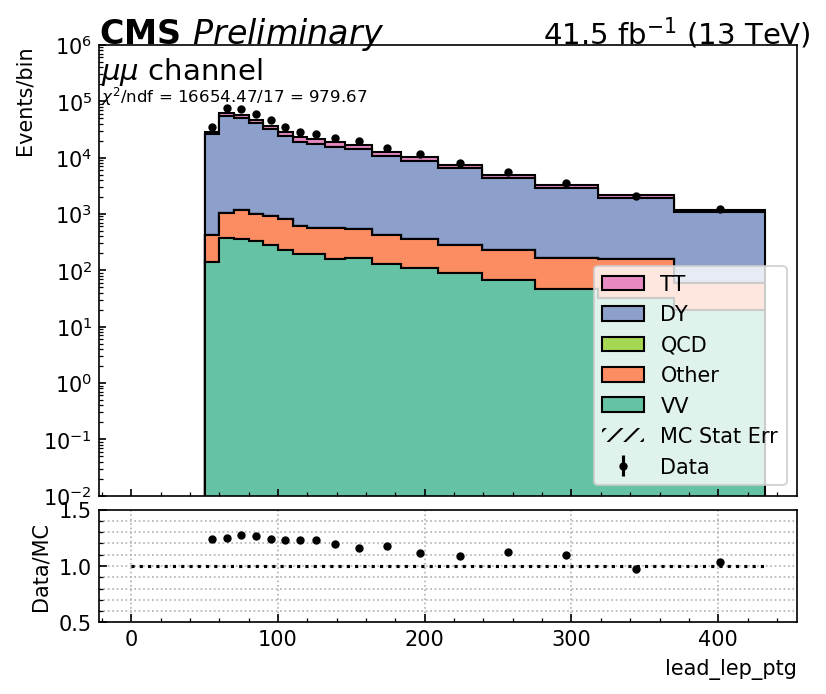 CMS Preliminary 41.5 fb⁻¹ (13 TeV)
μμ channel
χ²/ndf = 16654.47/17 = 979.67
Events/bin
10⁶
10⁵
10⁴
10³
10²
10¹
10⁰
10⁻¹
10⁻²
TT
DY
QCD
Other
VV
MC Stat Err
Data
Data/MC
1.5
1.0
0.5
0 100 200 300 400
lead_lep_ptg